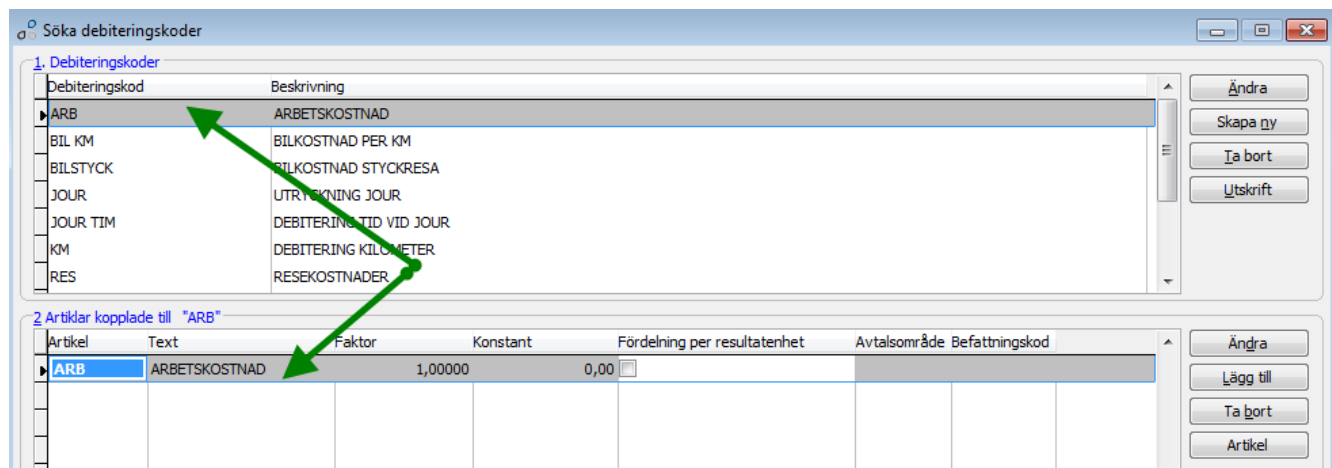 Söka debiteringskoder
1. Debiteringskoder
Debiteringskod Beskrivning
ARB ARBETSKOSTNAD
BIL KM BILKOSTNAD PER KM
BILSTYCK BILKOSTNAD STYCKRESA
JOUR UTRYCKNING JOUR
JOUR TIM DEBITERING TID VID JOUR
KM DEBITERING KILOMETER
RES RESEKOSTNADER
Ändra
Skapa ny
Ta bort
Utskrift
2 Artiklar kopplade till "ARB"
Artikel Text Faktor Konstant Fördelning per resultatenhet Avtalsområde Befattningskod
ARB ARBETSKOSTNAD 1,00000 0,00
Ändra
Lägg till
Ta bort
Artikel